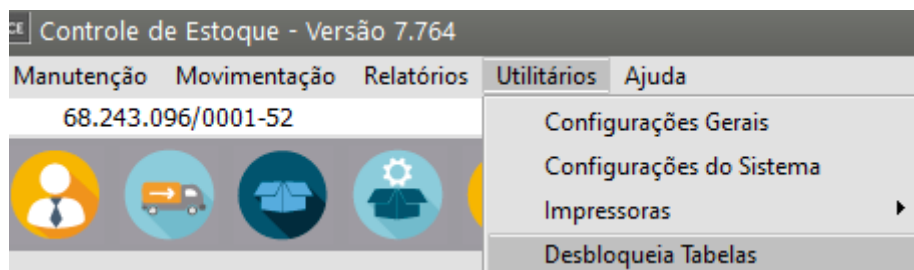 CE Controle de Estoque - Versão 7.764
Manutenção Movimentação Relatórios Utilitários Ajuda
68.243.096/0001-52
Configurações Gerais
Configurações do Sistema
Impressoras
Desbloqueia Tabelas